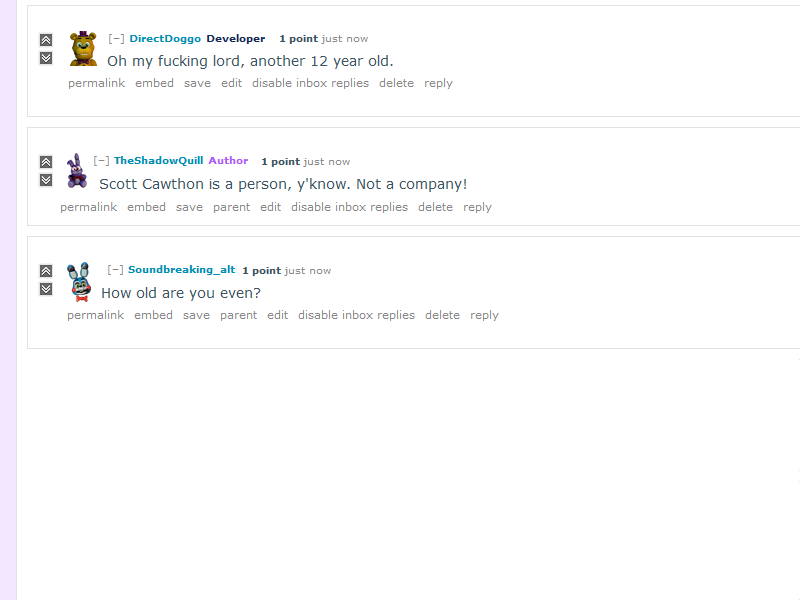 [–] DirectDoggo Developer 1 point just now
Oh my fucking lord, another 12 year old.
permalink embed save edit disable inbox replies delete reply
[–] TheShadowQuill Author 1 point just now
Scott Cawthon is a person, y'know. Not a company!
permalink embed save parent edit disable inbox replies delete reply
[–] Soundbreaking_alt 1 point just now
How old are you even?
permalink embed save parent edit disable inbox replies delete reply